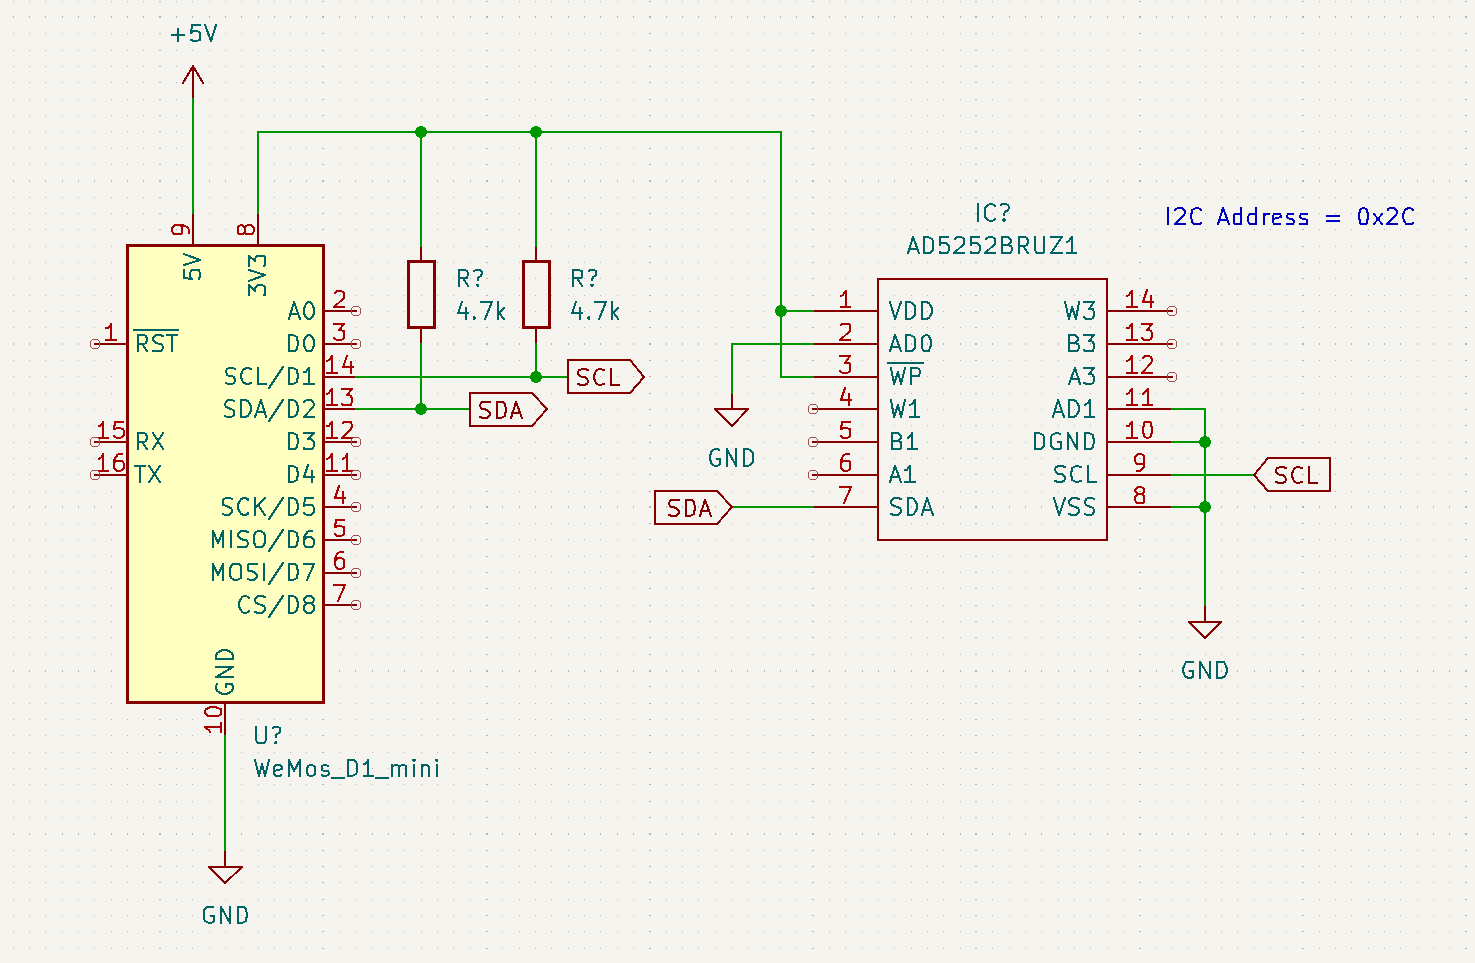 +5V
9
8
5V
3V3
1
RST
15
RX
16
TX
A0
2
D0
3
SCL/D1
14
SDA/D2
13
D3
12
D4
11
SCK/D5
4
MISO/D6
5
MOSI/D7
6
CS/D8
7
GND
10
U?
WeMos_D1_mini
GND
R?
4.7k
R?
4.7k
SCL
SDA
IC?
AD5252BRUZ1
I2C Address = 0x2C
1
VDD
2
AD0
3
WP
4
W1
5
B1
6
A1
7
SDA
W3
14
B3
13
A3
12
AD1
11
DGND
10
SCL
9
VSS
8
GND
SDA
SCL
GND